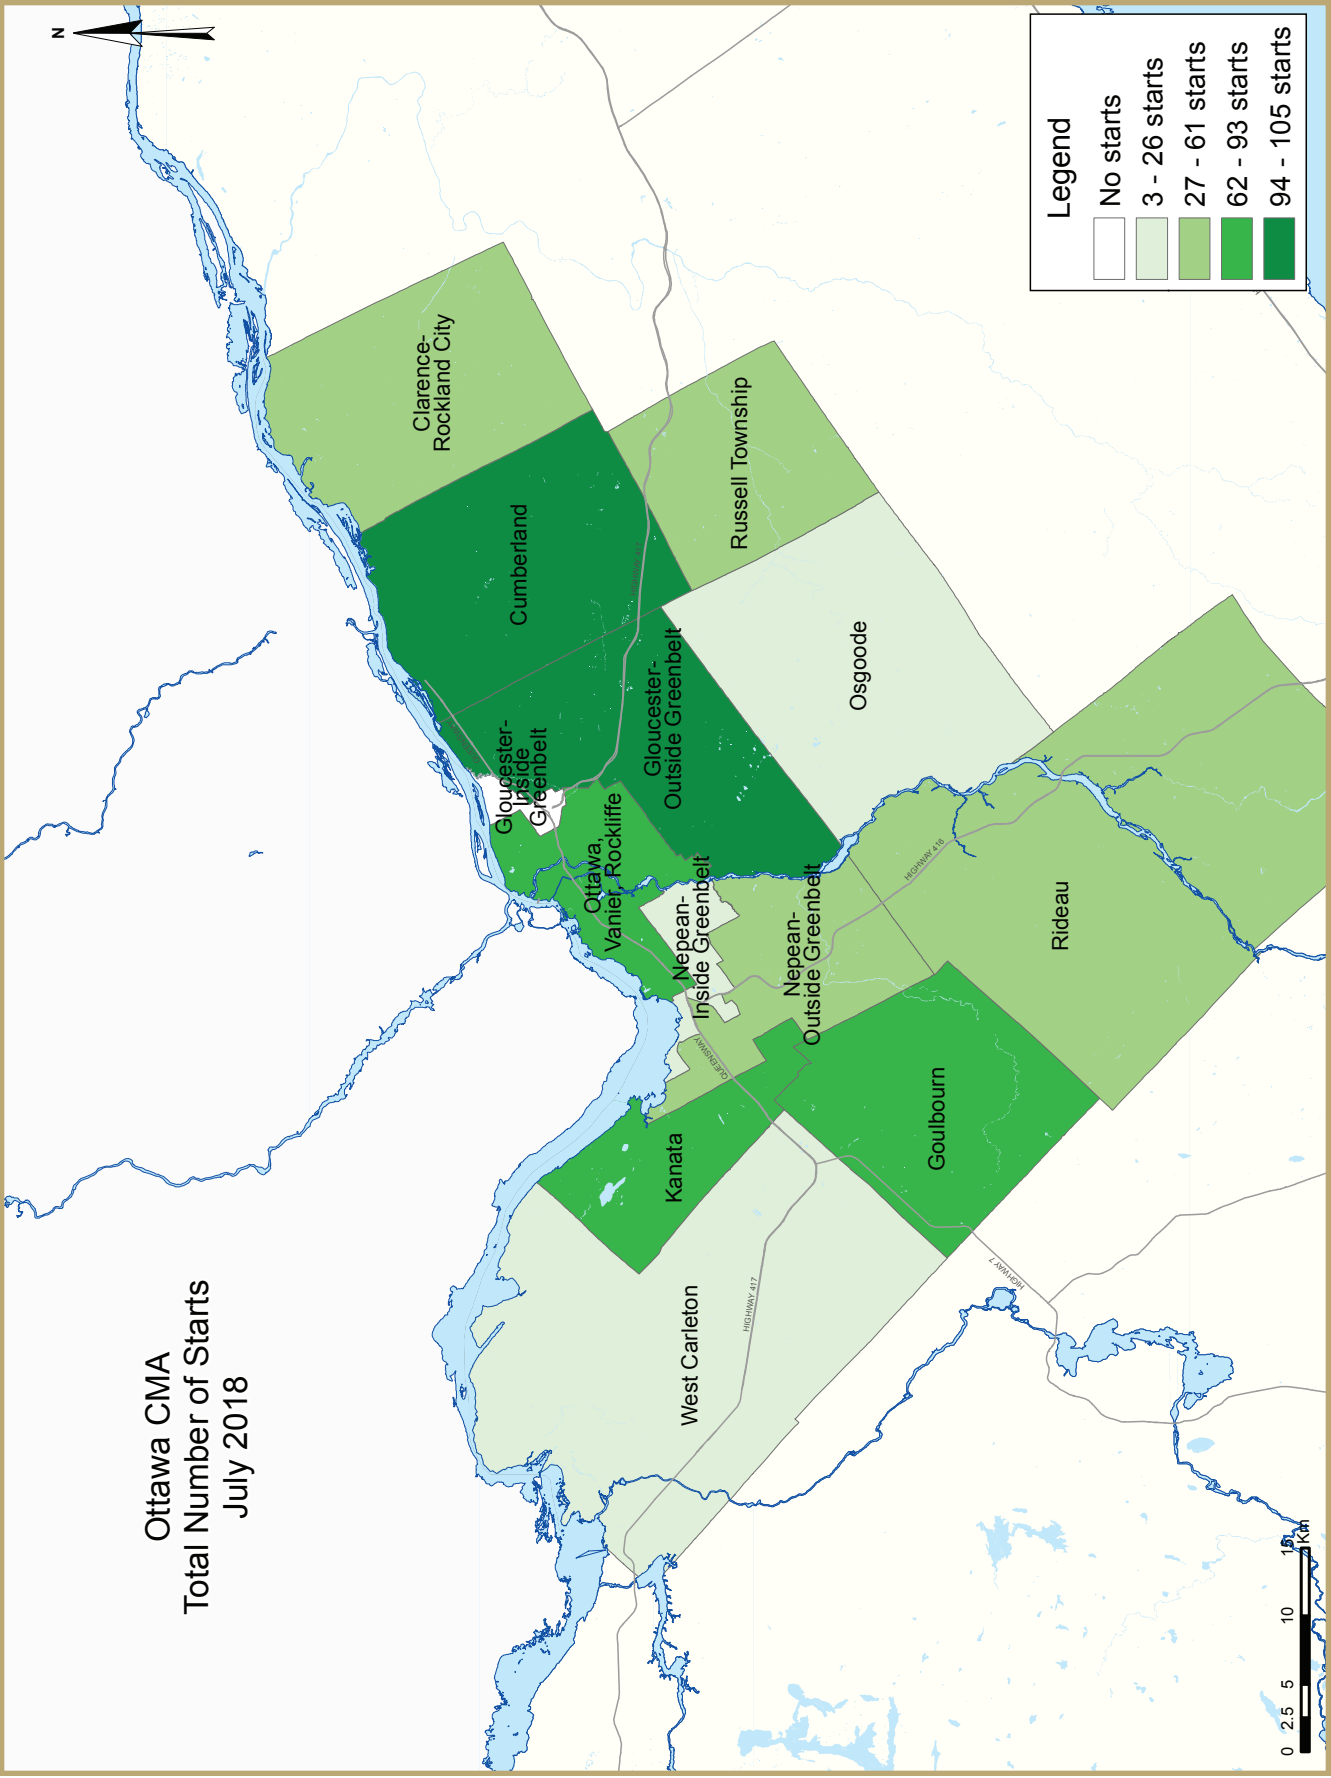 Ottawa CMA
Total Number of Starts
July 2018
N
Clarence-
Rockland City
Cumberland
Russell Township
Gloucester-
Inside
Greenbelt
Gloucester-
Outside Greenbelt
Osgoode
Ottawa,
Vanier, Rockliffe
Nepean-
Inside Greenbelt
Nepean-
Outside Greenbelt
Rideau
Goulbourn
Kanata
West Carleton
HIGHWAY 417
HIGHWAY 416
QUEENSWAY
HIGHWAY 417
HIGHWAY 7
Legend
No starts
3 - 26 starts
27 - 61 starts
62 - 93 starts
94 - 105 starts
0 2.5 5 10 15
Km